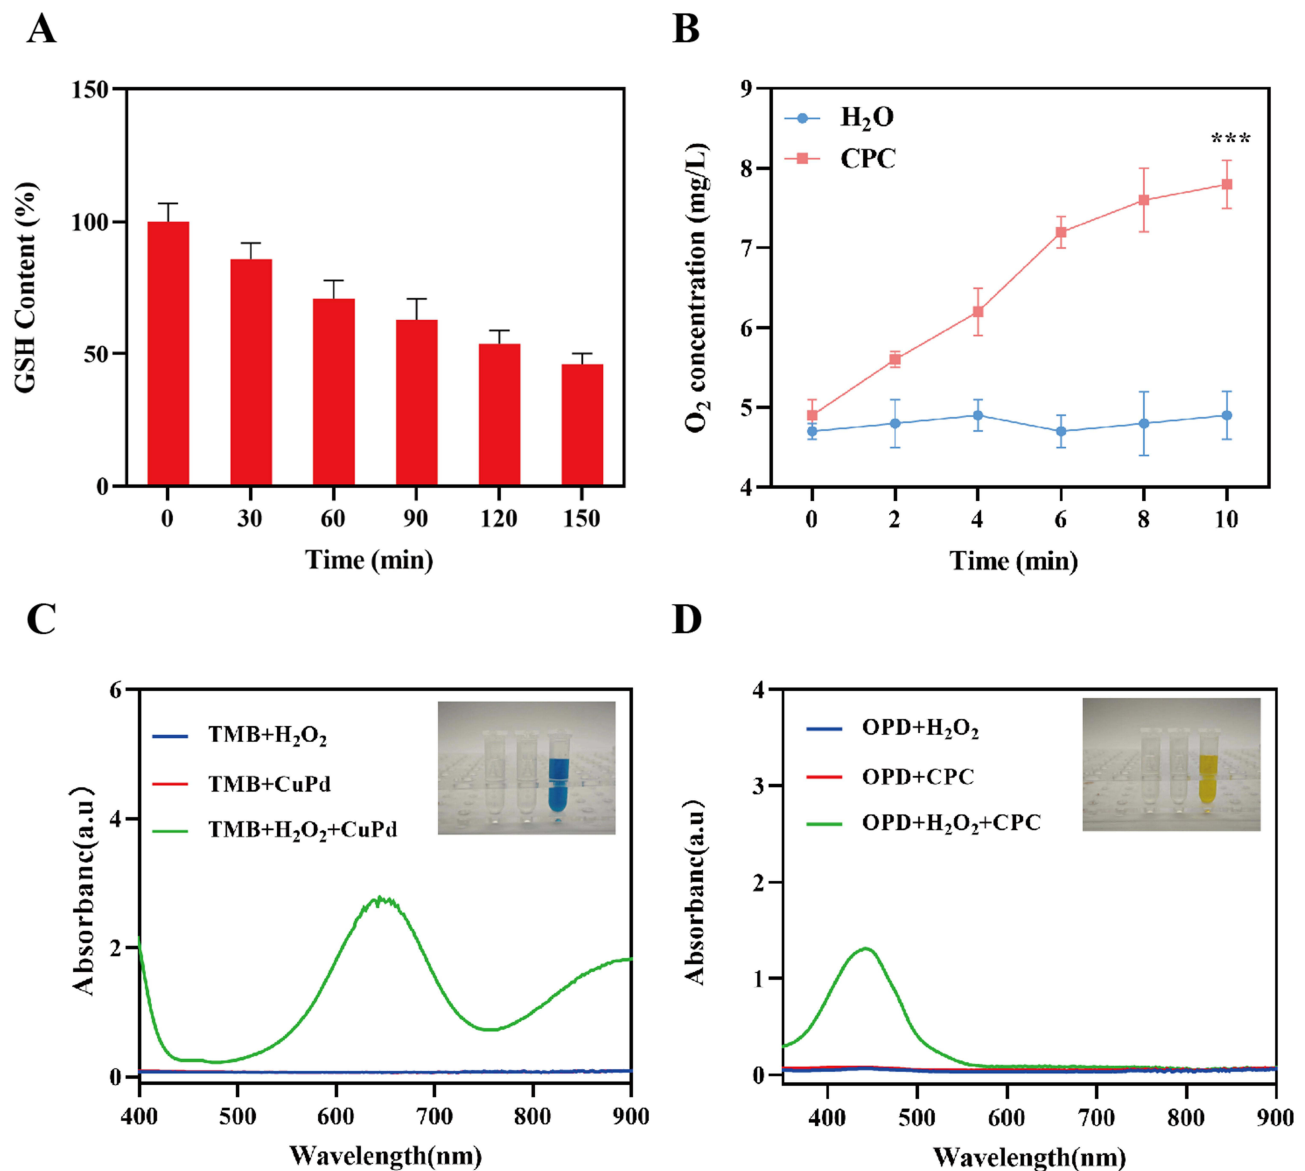 A
GSH Content (%)
150
100
50
0
0 30 60 90 120 150
Time (min)
B
O₂ concentration (mg/L)
9
8
7
6
5
4
H₂O
CPC
***
0 2 4 6 8 10
Time (min)
C
Absorbanc(a.u)
6
4
2
0
TMB+H₂O₂
TMB+CuPd
TMB+H₂O₂+CuPd
400 500 600 700 800 900
Wavelength(nm)
D
Absorbanc(a.u)
4
3
2
1
0
OPD+H₂O₂
OPD+CPC
OPD+H₂O₂+CPC
400 500 600 700 800 900
Wavelength(nm)